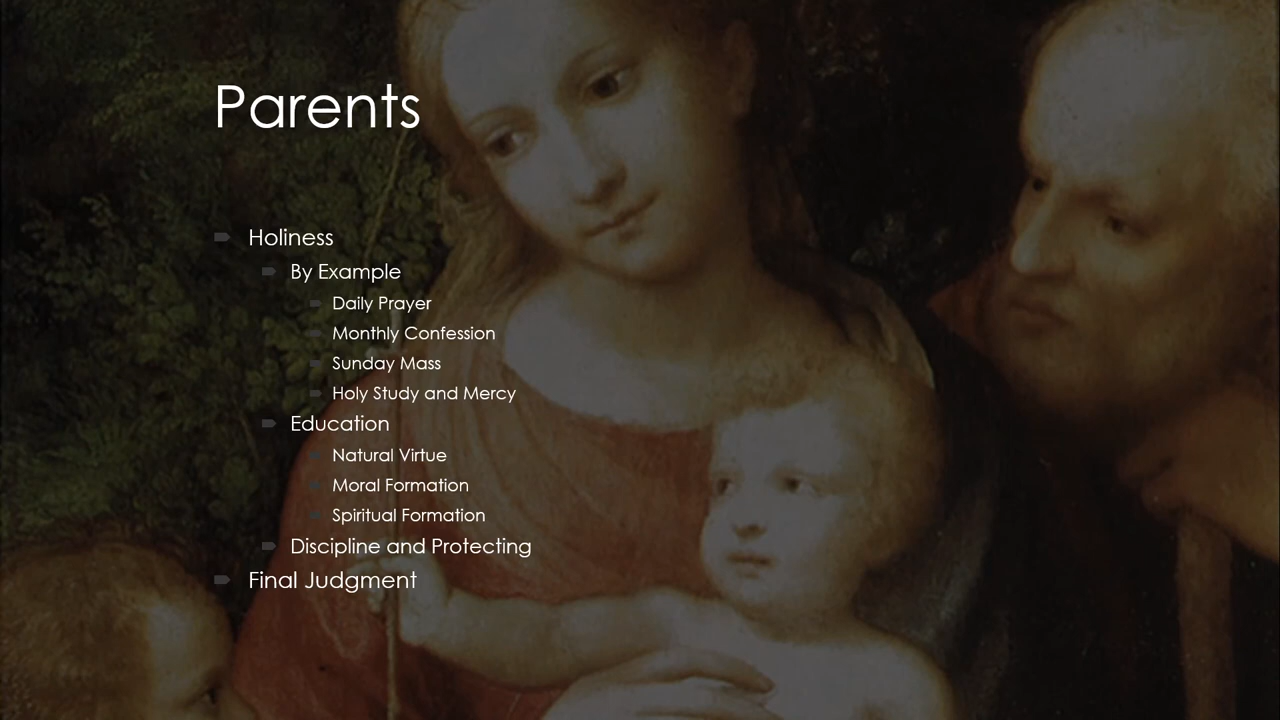 Parents
Holiness
By Example
Daily Prayer
Monthly Confession
Sunday Mass
Holy Study and Mercy
Education
Natural Virtue
Moral Formation
Spiritual Formation
Discipline and Protecting
Final Judgment